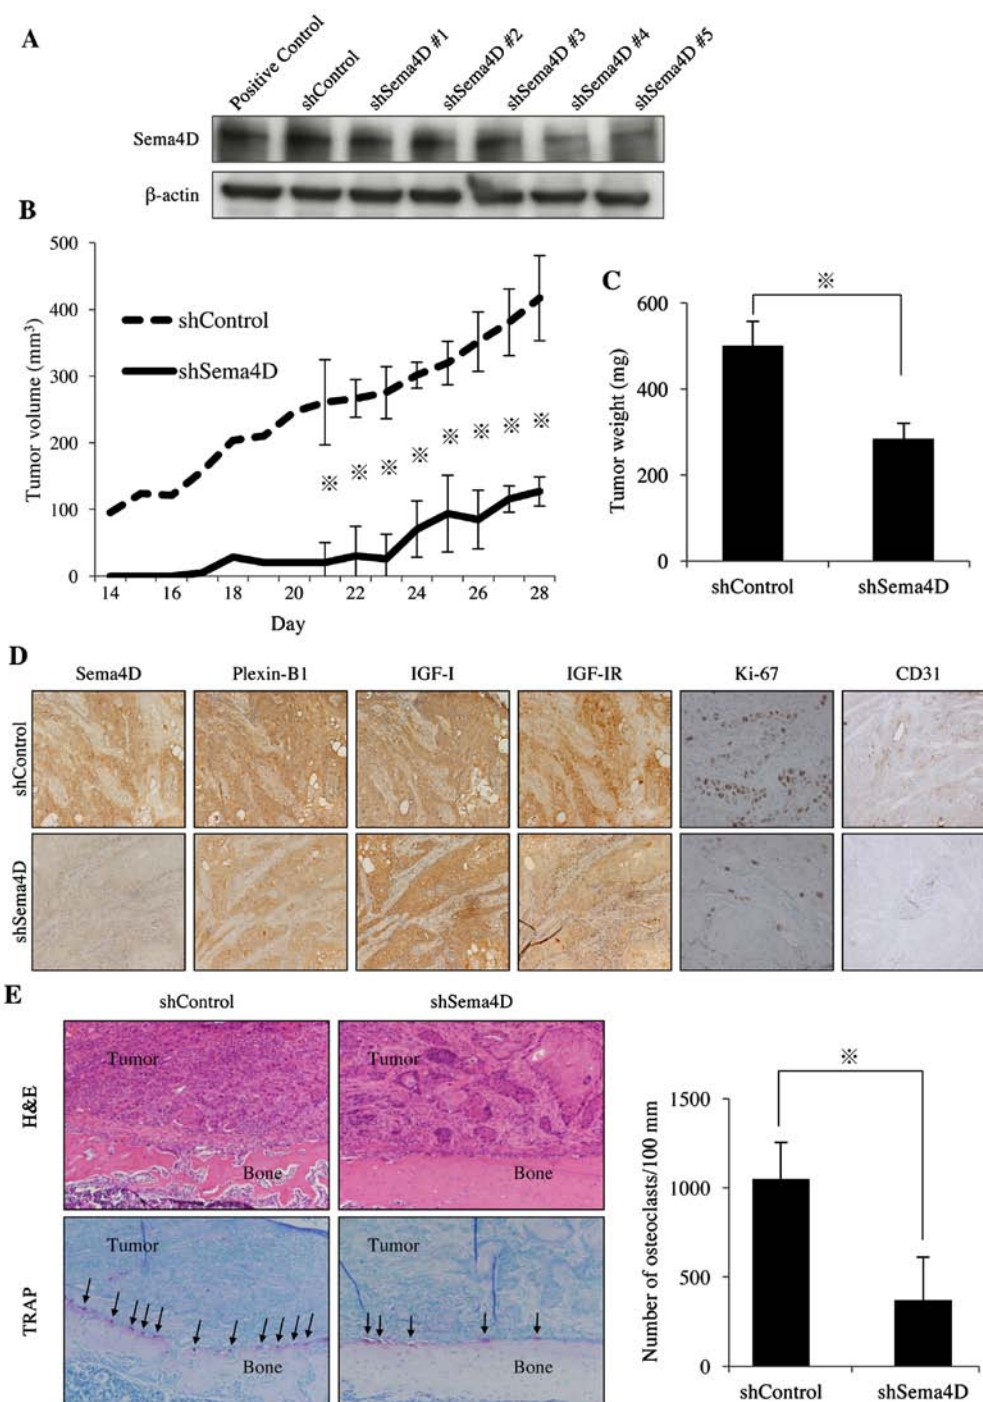 A
Positive Control
shControl
shSema4D #1
shSema4D #2
shSema4D #3
shSema4D #4
shSema4D #5
Sema4D
β-actin
B
Tumor volume (mm³)
500
400
300
200
100
0
shControl
shSema4D
※ ※ ※ ※ ※ ※ ※ ※
14 16 18 20 22 24 26 28
Day
C
※
Tumor weight (mg)
600
400
200
0
shControl shSema4D
D
Sema4D Plexin-B1 IGF-I IGF-IR Ki-67 CD31
shControl
shSema4D
E
shControl shSema4D
H&E
Tumor
Bone
Tumor
Bone
TRAP
Tumor
Bone
Tumor
Bone
※
Number of osteoclasts/100 mm
1500
1000
500
0
shControl shSema4D